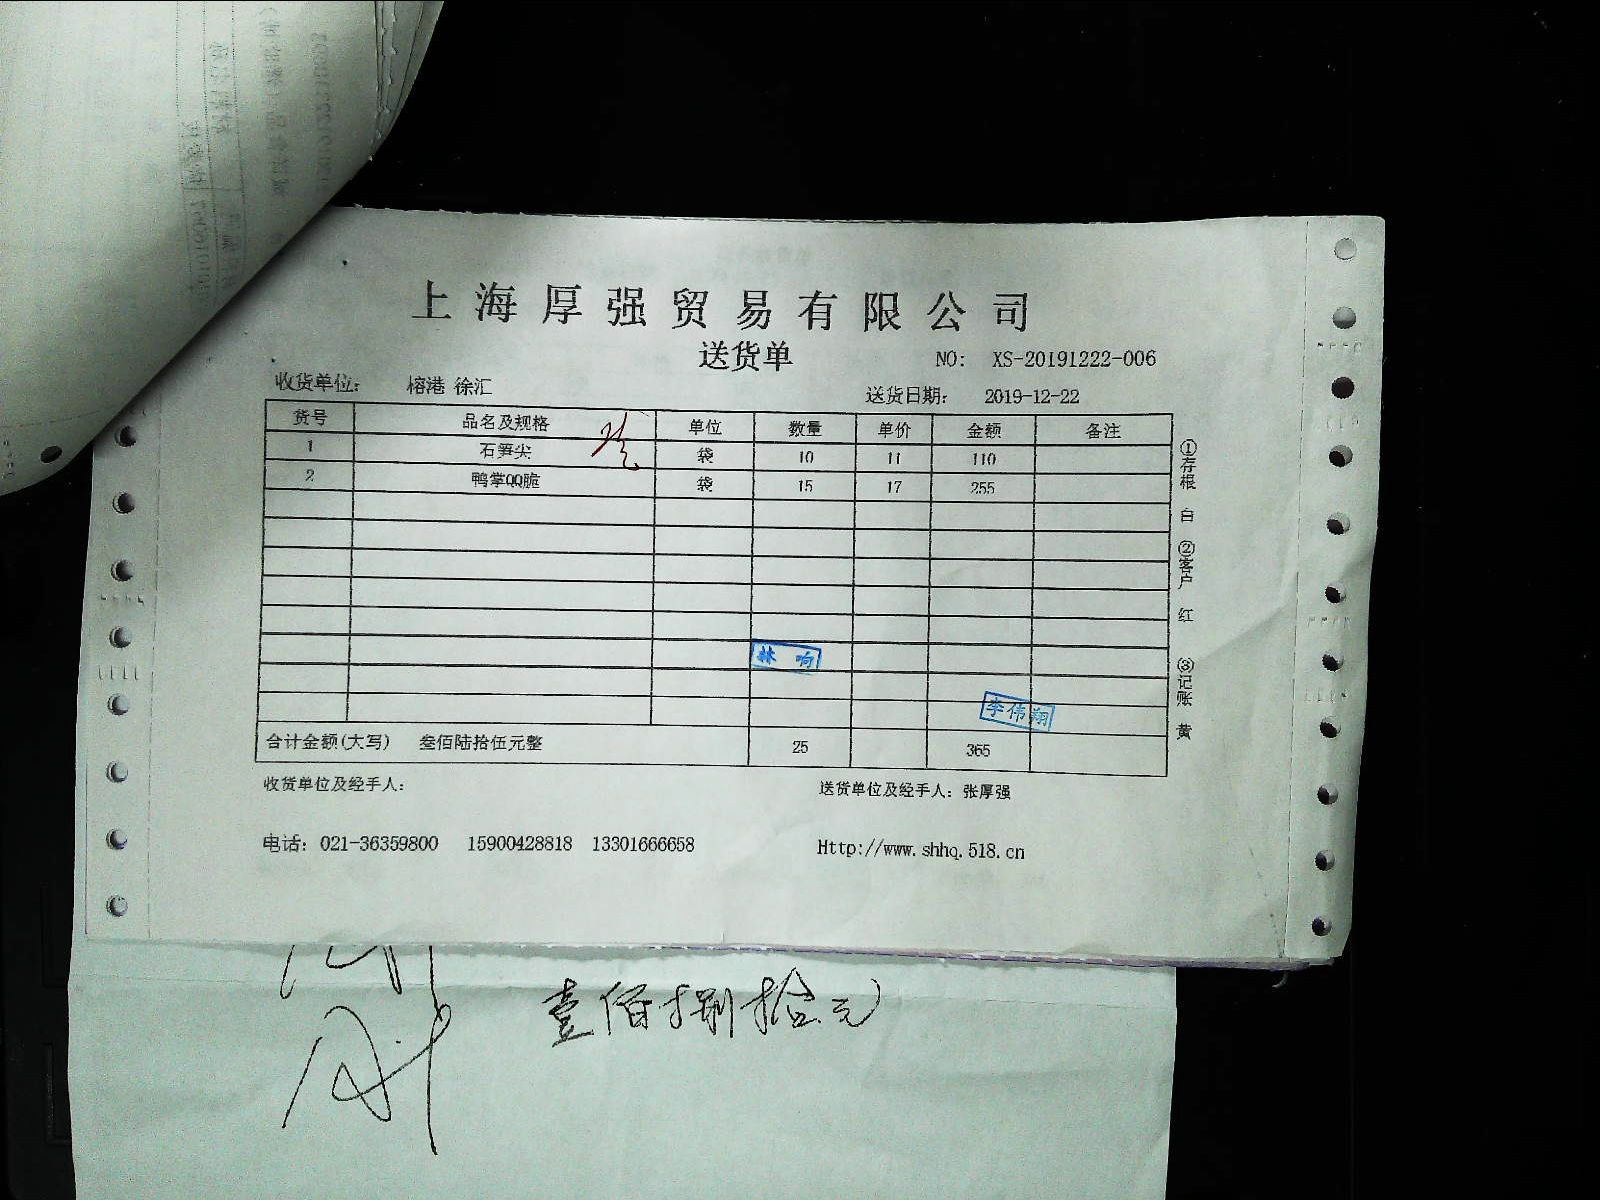 上海厚强贸易有限公司
送货单
NO: XS-20191222-006
收货单位: 榕港 徐汇
送货日期: 2019-12-22
货号 品名及规格 单位 数量 单价 金额 备注
1 石笋尖 袋 10 11 110
2 鸭掌QQ脆 袋 15 17 255
林 响
李伟翔
合计金额(大写) 叁佰陆拾伍元整 25 365
收货单位及经手人:
送货单位及经手人: 张厚强
电话: 021-36359800 15900428818 13301666658
Http://www.shhq.518.cn
①存根 白 ②客户 红 ③记账 黄
壹佰捌拾元